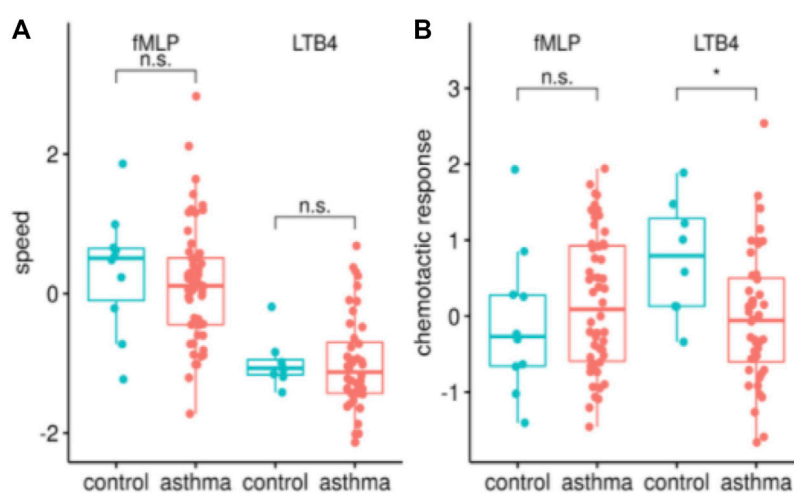 A
fMLP
LTB4
n.s.
n.s.
speed
2
0
-2
control
asthma
control
asthma
B
fMLP
LTB4
n.s.
*
chemotactic response
3
2
1
0
-1
control
asthma
control
asthma